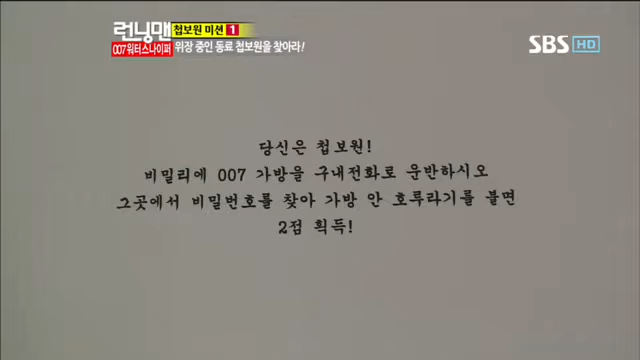 런닝맨
첩보원 미션 1
007 워터 스나이퍼
위장 중인 동료 첩보원을 찾아라!
SBS HD
당신은 첩보원!
비밀리에 007 가방을 구내전화로 운반하시오
그곳에서 비밀번호를 찾아 가방 안 호루라기를 불면
2점 획득!